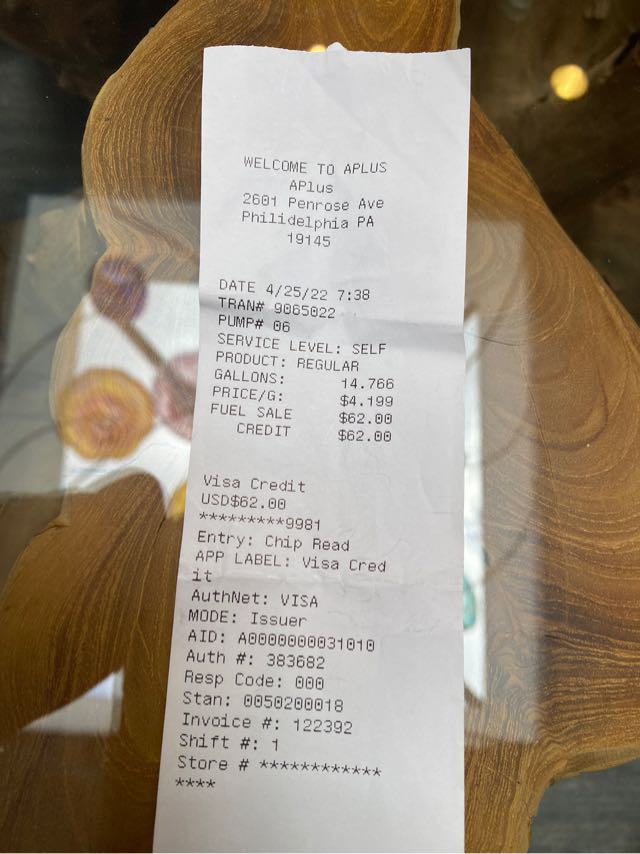 WELCOME TO APLUS
APlus
2601 Penrose Ave
Philidelphia PA
19145
DATE 4/25/22 7:38
TRAN# 9065022
PUMP# 06
SERVICE LEVEL: SELF
PRODUCT: REGULAR
GALLONS: 14.766
PRICE/G: $4.199
FUEL SALE $62.00
CREDIT $62.00
Visa Credit
USD$62.00
*********9981
Entry: Chip Read
APP LABEL: Visa Cred
it
AuthNet: VISA
MODE: Issuer
AID: A0000000031010
Auth #: 383682
Resp Code: 000
Stan: 0050200018
Invoice #: 122392
Shift #: 1
Store # ************
****